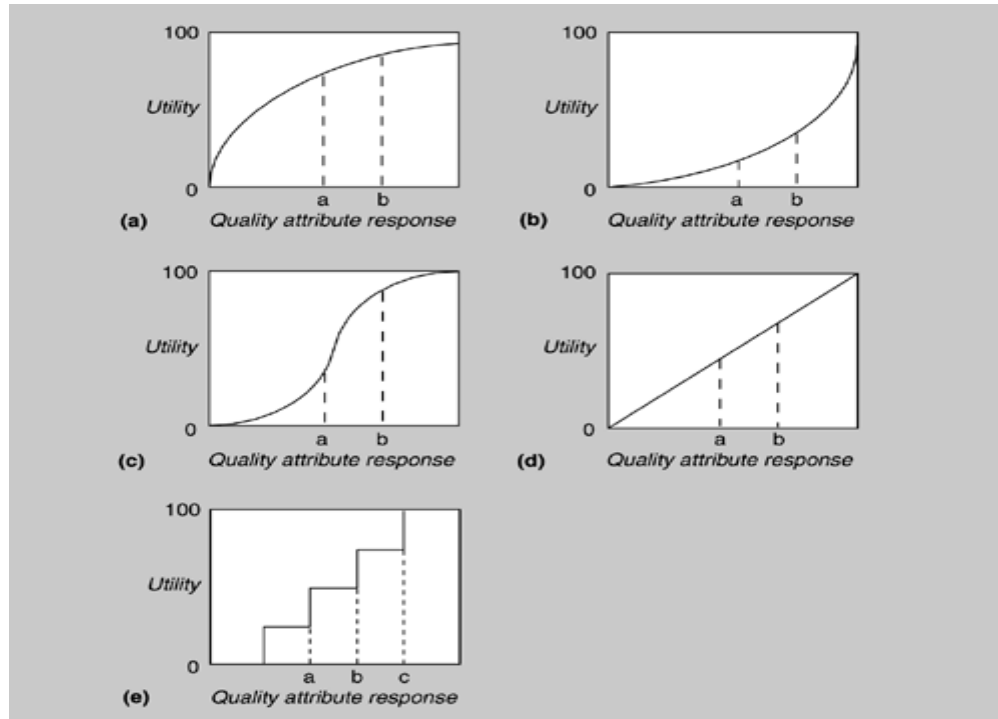 100
Utility
0
a b
(a) Quality attribute response
100
Utility
0
a b
(b) Quality attribute response
100
Utility
0
a b
(c) Quality attribute response
100
Utility
0
a b
(d) Quality attribute response
100
Utility
0
a b c
(e) Quality attribute response